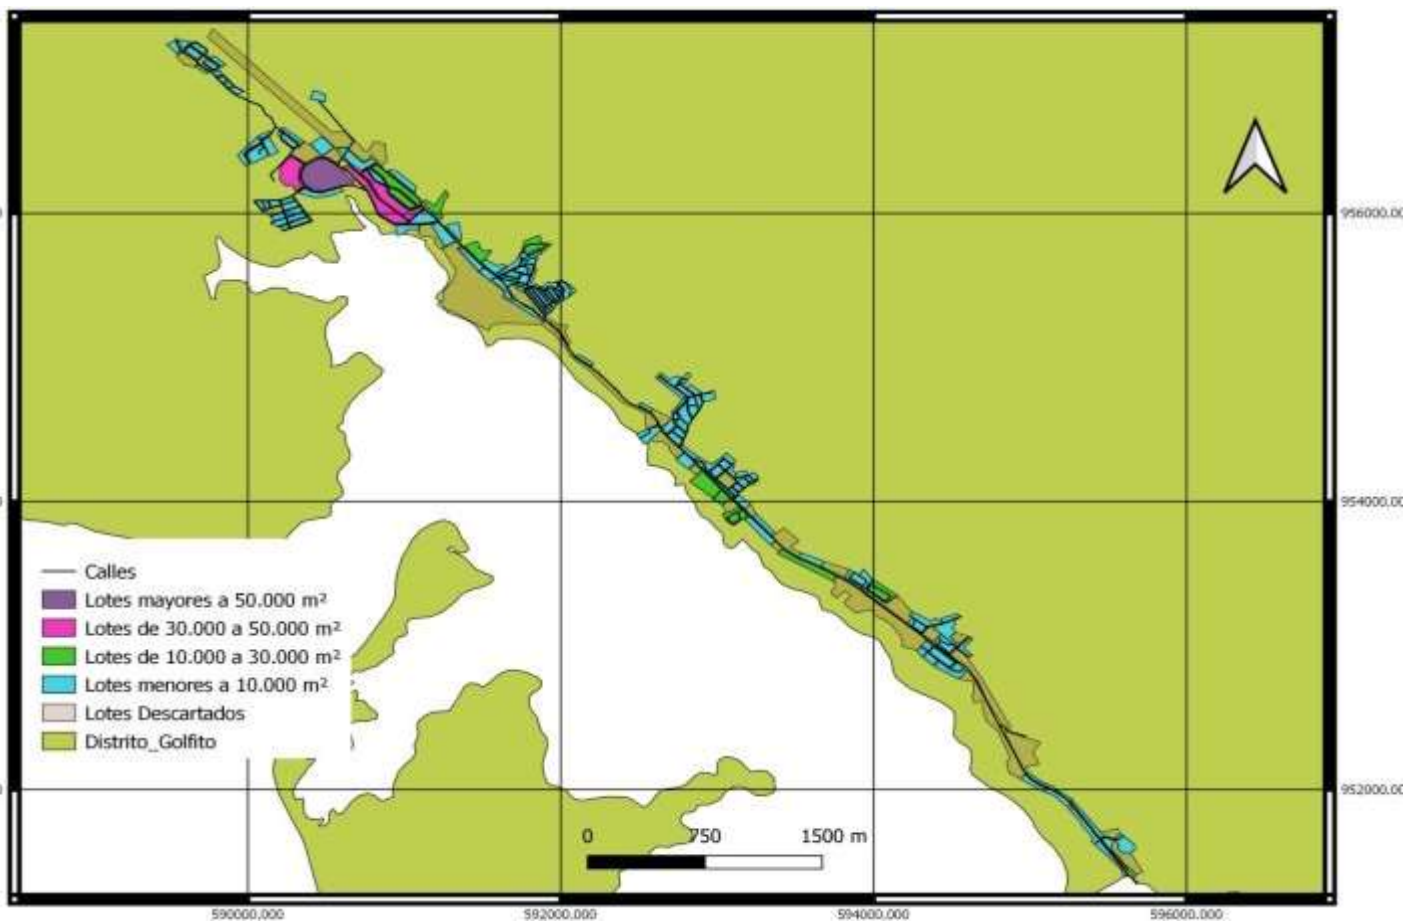 956000.00
954000.00
Calles
Lotes mayores a 50.000 m²
Lotes de 30.000 a 50.000 m²
Lotes de 10.000 a 30.000 m²
Lotes menores a 10.000 m²
Lotes Descartados
Distrito_Golfito
952000.00
0 750 1500 m
590000.000 592000.000 594000.000 596000.000